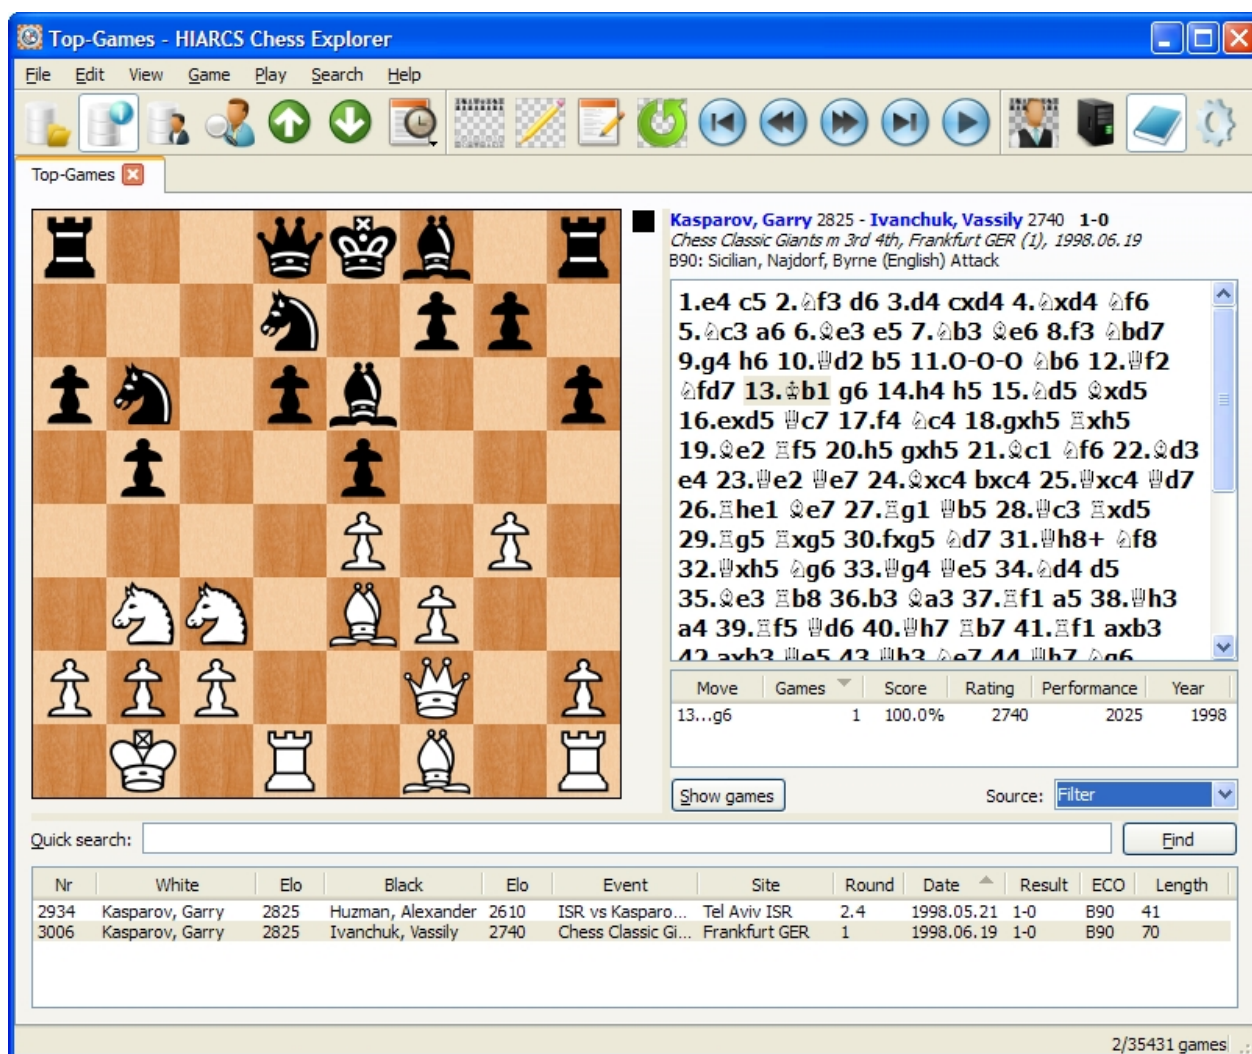 Top-Games - HIARCS Chess Explorer
File Edit View Game Play Search Help
Top-Games
Kasparov, Garry 2825 - Ivanchuk, Vassily 2740 1-0
Chess Classic Giants m 3rd 4th, Frankfurt GER (1), 1998.06.19
B90: Sicilian, Najdorf, Byrne (English) Attack
1.e4 c5 2.♘f3 d6 3.d4 cxd4 4.♘xd4 ♘f6
5.♘c3 a6 6.♗e3 e5 7.♘b3 ♗e6 8.f3 ♘bd7
9.g4 h6 10.♕d2 b5 11.O-O-O ♘b6 12.♕f2
♘fd7 13.♔b1 g6 14.h4 h5 15.♘d5 ♗xd5
16.exd5 ♕c7 17.f4 ♘c4 18.gxh5 ♖xh5
19.♗e2 ♖f5 20.h5 gxh5 21.♗c1 ♘f6 22.♗d3
e4 23.♕e2 ♕e7 24.♗xc4 bxc4 25.♕xc4 ♕d7
26.♖he1 ♗e7 27.♖g1 ♕b5 28.♕c3 ♖xd5
29.♖g5 ♖xg5 30.fxg5 ♘d7 31.♕h8+ ♘f8
32.♕xh5 ♘g6 33.♕g4 ♕e5 34.♘d4 d5
35.♗e3 ♖b8 36.b3 ♗a3 37.♖f1 a5 38.♕h3
a4 39.♖f5 ♕d6 40.♕h7 ♖b7 41.♖f1 axb3
42.axb3 ♕e5 43.♕h3 ♘e7 44.♕h7 ♘g6
Move Games Score Rating Performance Year
13...g6 1 100.0% 2740 2025 1998
Show games Source: Filter
Quick search: Find
Nr White Elo Black Elo Event Site Round Date Result ECO Length
2934 Kasparov, Garry 2825 Huzman, Alexander 2610 ISR vs Kasparo... Tel Aviv ISR 2.4 1998.05.21 1-0 B90 41
3006 Kasparov, Garry 2825 Ivanchuk, Vassily 2740 Chess Classic Gi... Frankfurt GER 1 1998.06.19 1-0 B90 70
2/35431 games